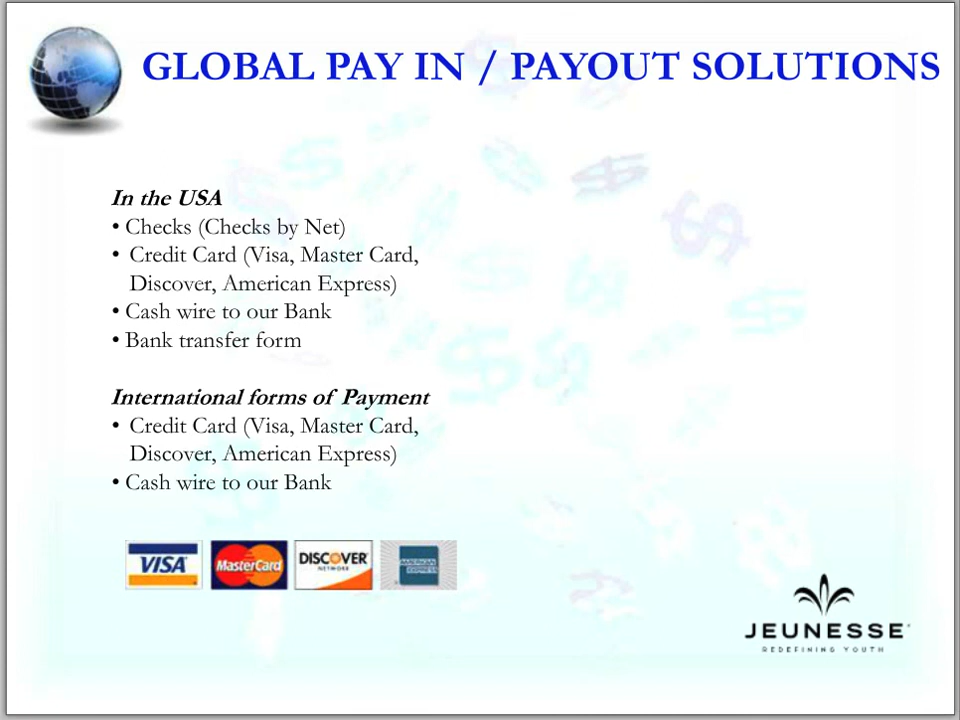 GLOBAL PAY IN / PAYOUT SOLUTIONS
In the USA
• Checks (Checks by Net)
• Credit Card (Visa, Master Card,
Discover, American Express)
• Cash wire to our Bank
• Bank transfer form
International forms of Payment
• Credit Card (Visa, Master Card,
Discover, American Express)
• Cash wire to our Bank
VISA
MasterCard
DISCOVER
NETWORK
AMERICAN
EXPRESS
JEUNESSE
REDEFINING YOUTH